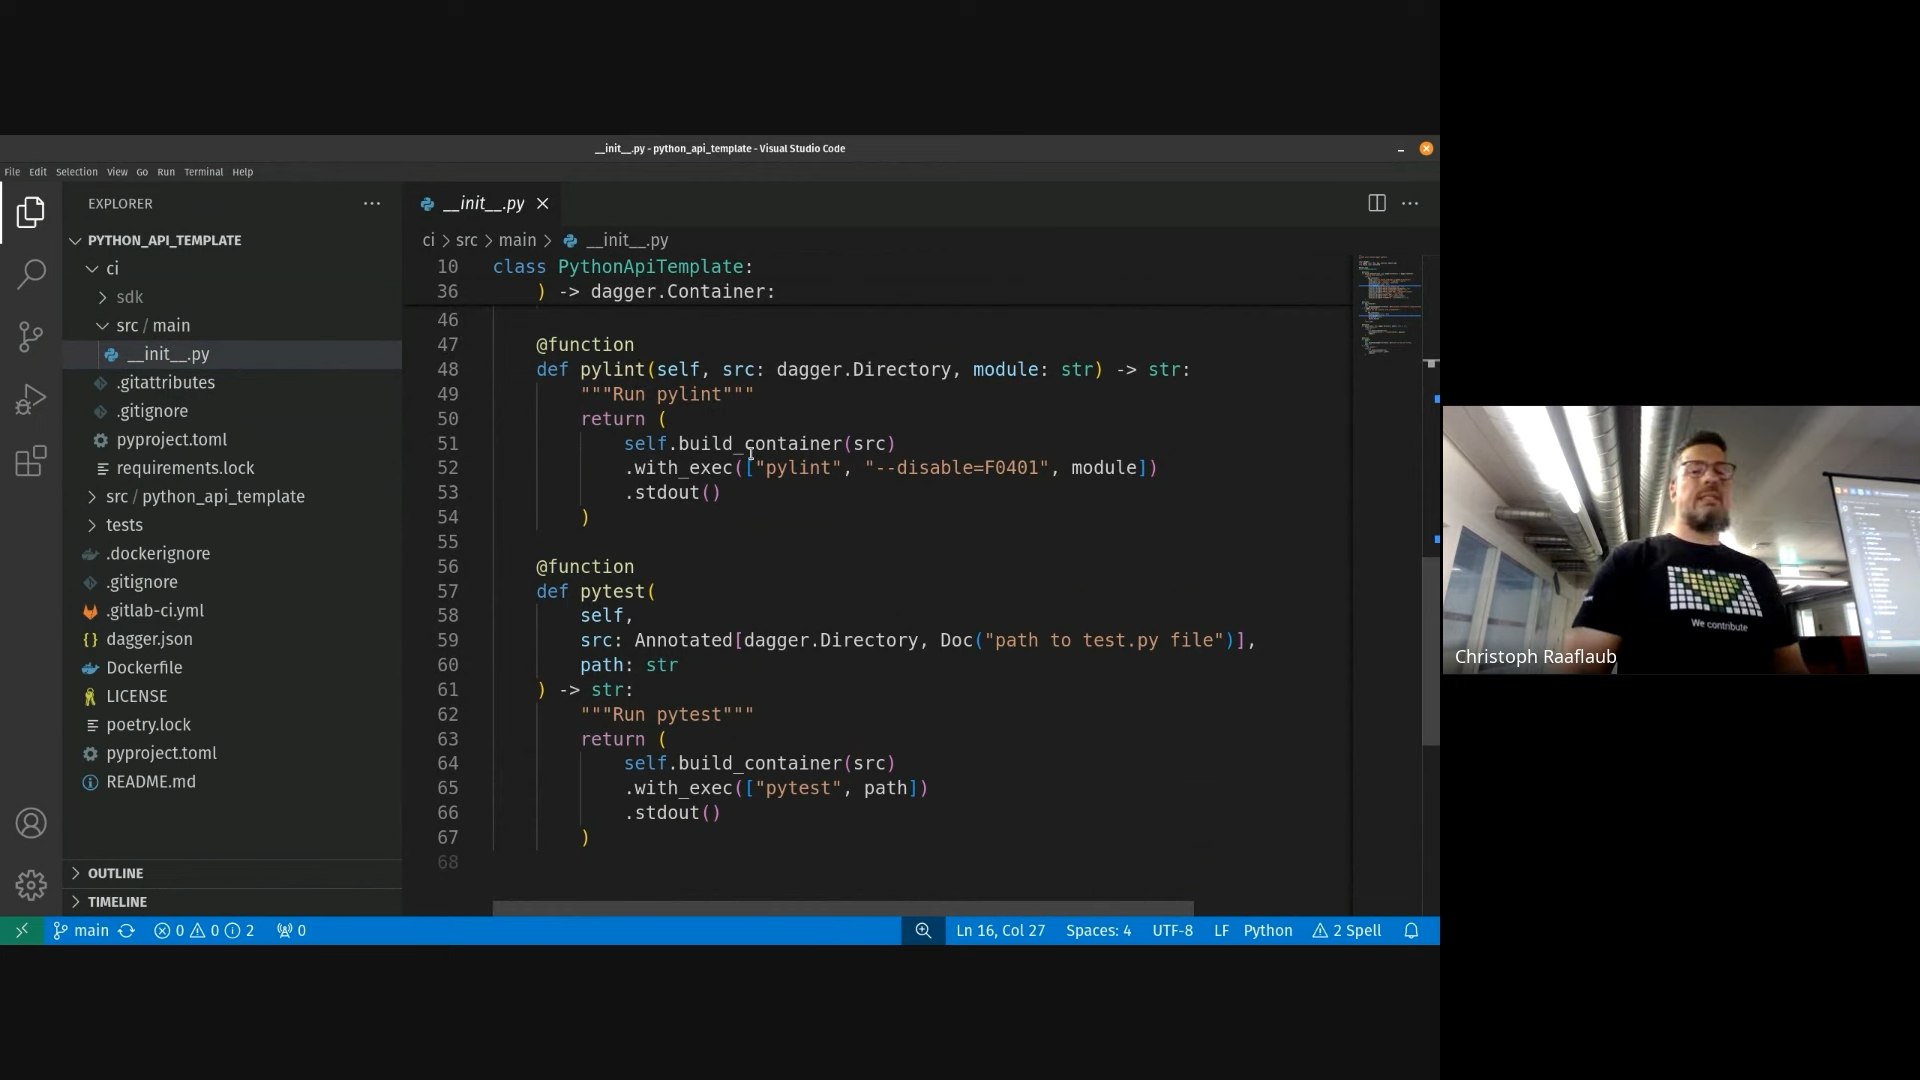 __init__.py - python_api_template - Visual Studio Code
File Edit Selection View Go Run Terminal Help
EXPLORER
PYTHON_API_TEMPLATE
ci
sdk
src / main
__init__.py
.gitattributes
.gitignore
pyproject.toml
requirements.lock
src / python_api_template
tests
.dockerignore
.gitignore
.gitlab-ci.yml
dagger.json
Dockerfile
LICENSE
poetry.lock
pyproject.toml
README.md
OUTLINE
TIMELINE
__init__.py
ci > src > main > __init__.py
10 class PythonApiTemplate:
36 ) -> dagger.Container:
46
47 @function
48 def pylint(self, src: dagger.Directory, module: str) -> str:
49 """Run pylint"""
50 return (
51 self.build_container(src)
52 .with_exec(["pylint", "--disable=F0401", module])
53 .stdout()
54 )
55
56 @function
57 def pytest(
58 self,
59 src: Annotated[dagger.Directory, Doc("path to test.py file")],
60 path: str
61 ) -> str:
62 """Run pytest"""
63 return (
64 self.build_container(src)
65 .with_exec(["pytest", path])
66 .stdout()
67 )
68
main 0 0 2 0 Ln 16, Col 27 Spaces: 4 UTF-8 LF Python 2 Spell
We contribute
Christoph Raaflaub